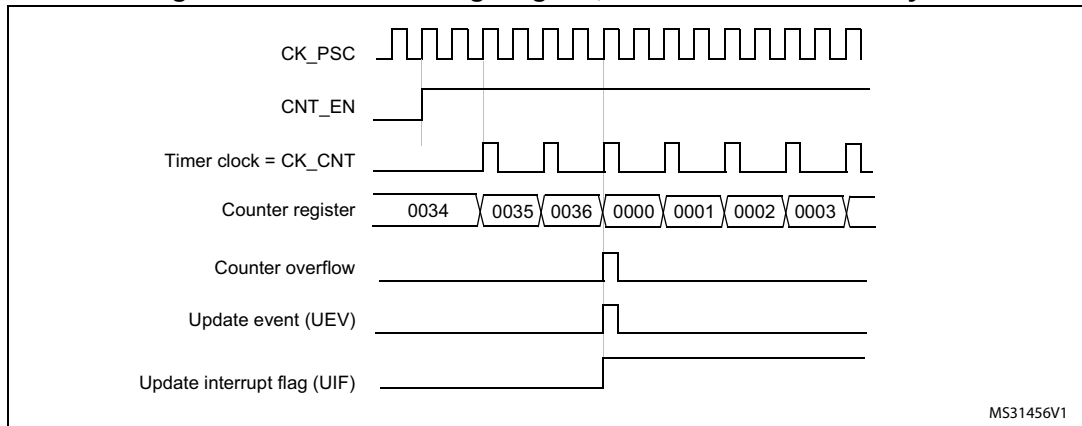 CK_PSC
CNT_EN
Timer clock = CK_CNT
Counter register 0034 0035 0036 0000 0001 0002 0003
Counter overflow
Update event (UEV)
Update interrupt flag (UIF)
MS31456V1